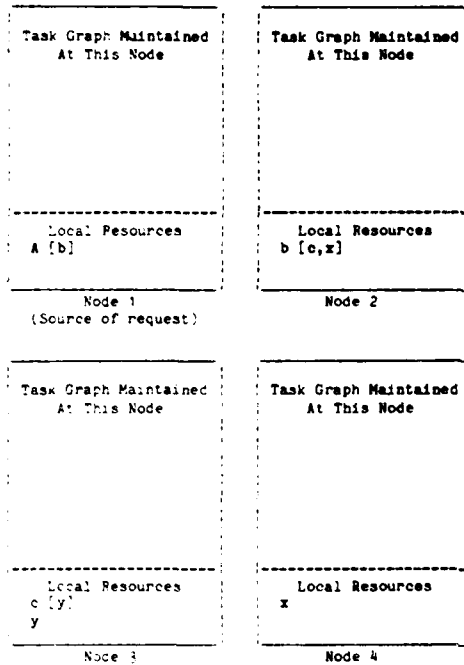 Task Graph Maintained
At This Node
Local Resources
A [b]
Node 1
(Source of request)
Task Graph Maintained
At This Node
Local Resources
b [c,x]
Node 2
Task Graph Maintained
At This Node
Local Resources
c [y]
y
Node 3
Task Graph Maintained
At This Node
Local Resources
x
Node 4